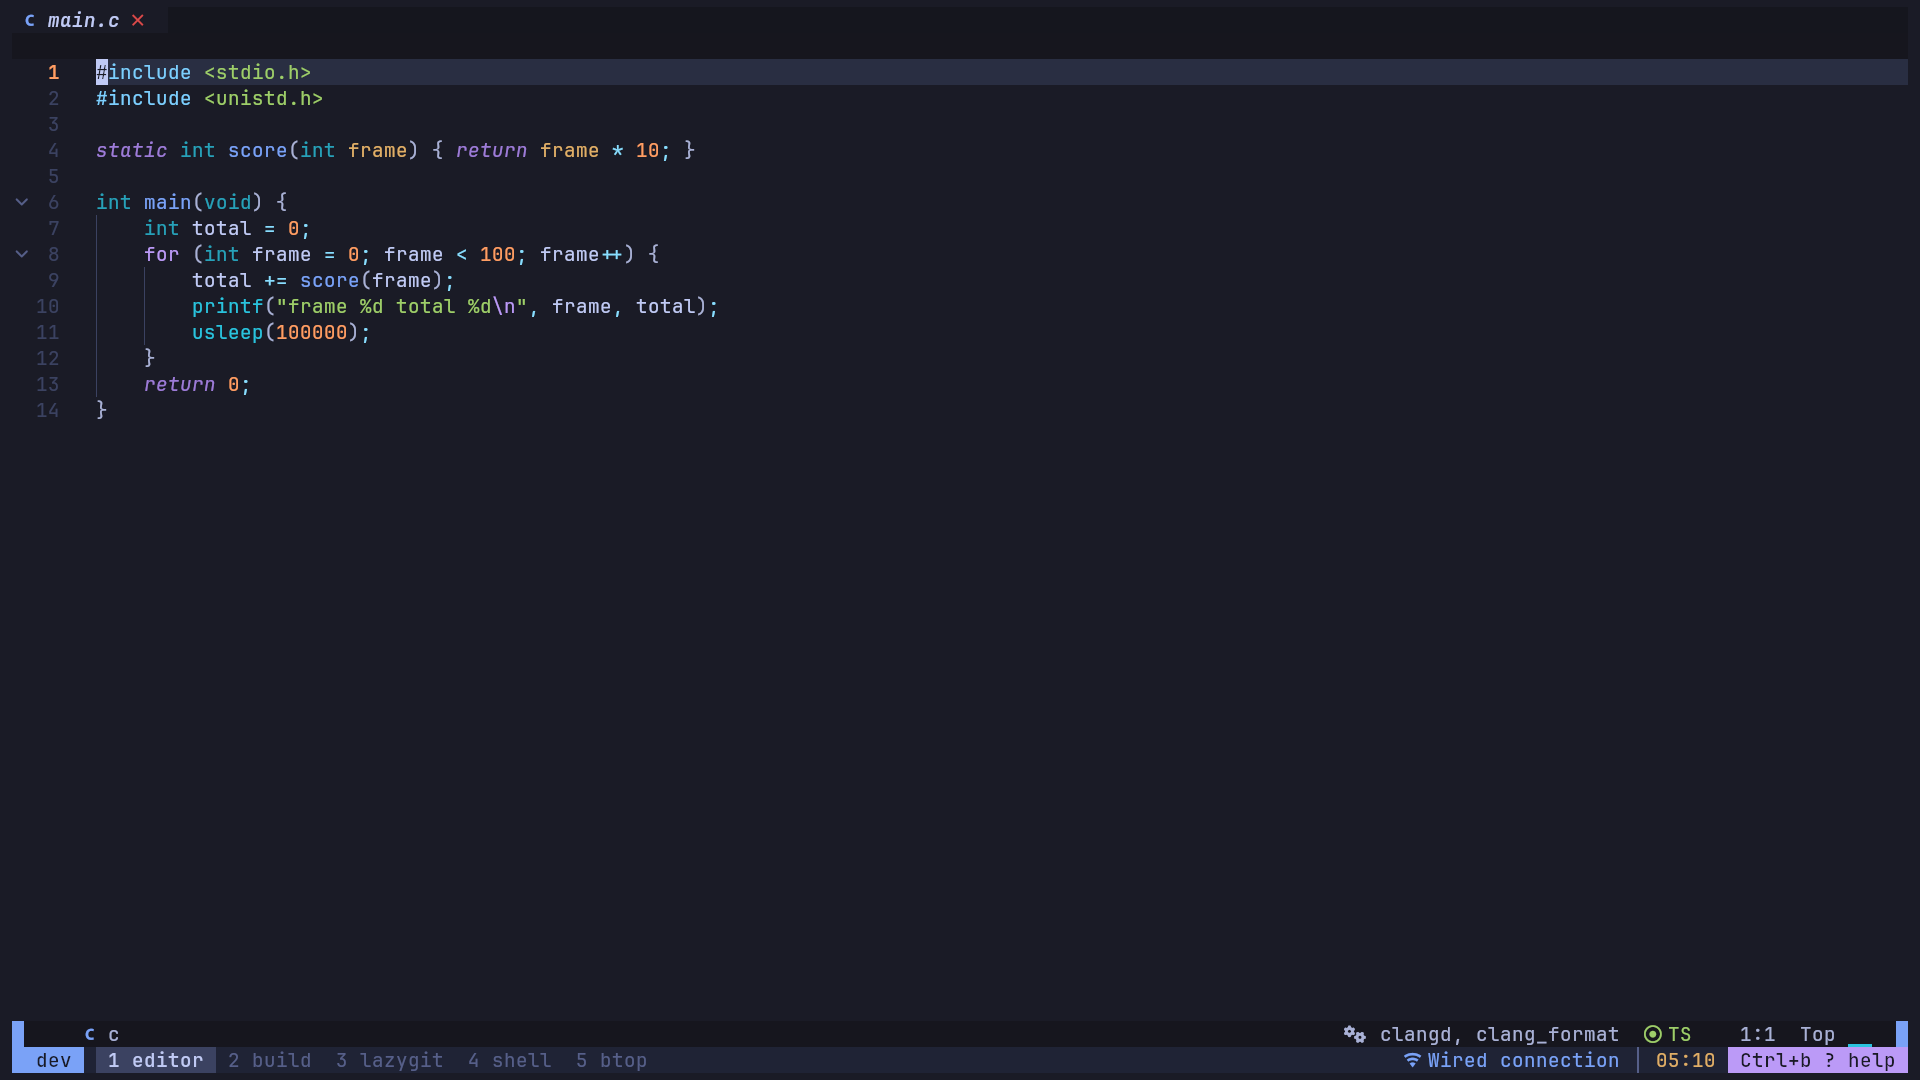 C main.c ✕
1 #include <stdio.h>
2 #include <unistd.h>
3
4 static int score(int frame) { return frame * 10; }
5
6 int main(void) {
7     int total = 0;
8     for (int frame = 0; frame < 100; frame++) {
9         total += score(frame);
10         printf("frame %d total %d\n", frame, total);
11         usleep(100000);
12     }
13     return 0;
14 }
C c clangd, clang_format TS 1:1 Top
dev 1 editor 2 build 3 lazygit 4 shell 5 btop Wired connection 05:10 Ctrl+b ? help